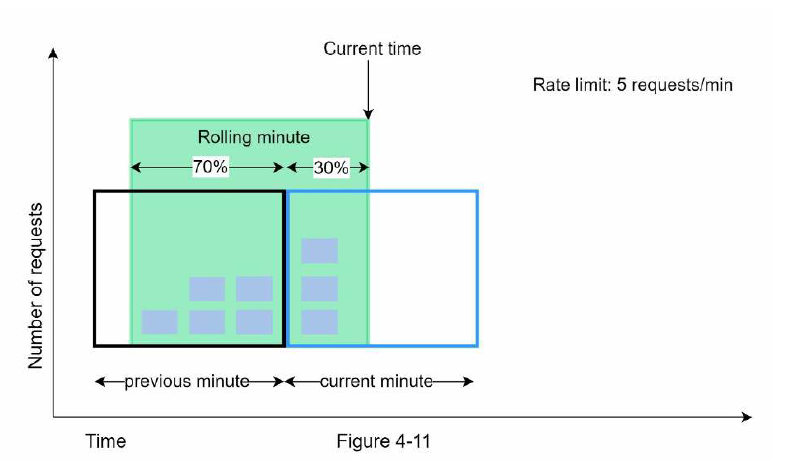 Current time
Rate limit: 5 requests/min
Rolling minute
70%
30%
Number of requests
previous minute
current minute
Time
Figure 4-11